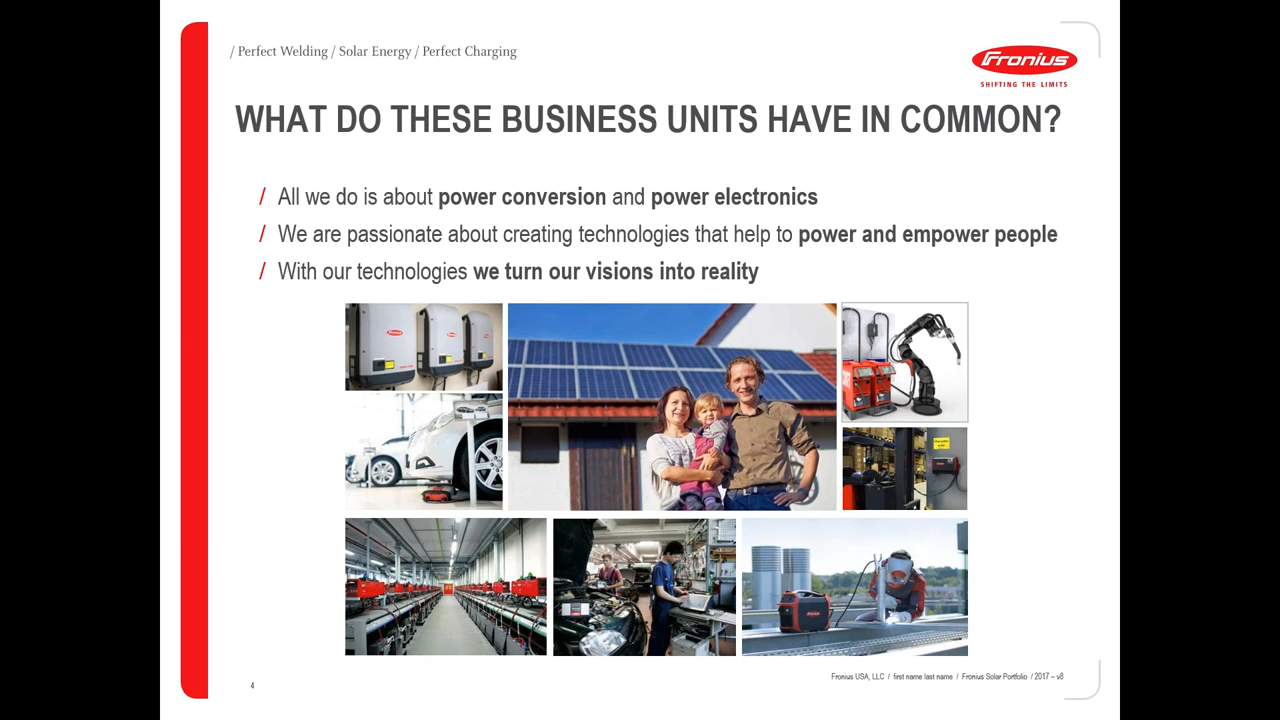 / Perfect Welding / Solar Energy / Perfect Charging
Fronius
SHIFTING THE LIMITS
WHAT DO THESE BUSINESS UNITS HAVE IN COMMON?
/ All we do is about power conversion and power electronics
/ We are passionate about creating technologies that help to power and empower people
/ With our technologies we turn our visions into reality
Fronius
Fronius
4
Fronius USA, LLC / first name last name / Fronius Solar Portfolio / 2017 – v8